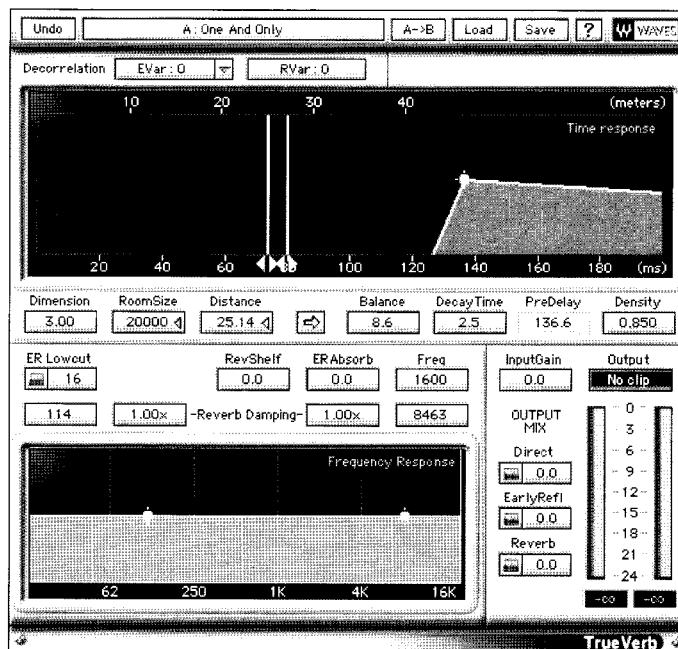 Undo A: One And Only A->B Load Save ? W WAVES
Decorrelation EVar: 0 RVar: 0
10 20 30 40 (meters)
Time response
20 40 60 80 100 120 140 160 180 (ms)
Dimension RoomSize Distance Balance DecayTime PreDelay Density
3.00 20000 25.14 8.6 2.5 136.6 0.850
ER Lowcut RevShelf ERAbsorb Freq InputGain Output
16 0.0 0.0 1600 0.0 No clip
114 1.00x -Reverb Damping- 1.00x 8463
OUTPUT
MIX
Direct
0.0
EarlyRefl
0.0
Reverb
0.0
0
3
6
9
12
15
18
21
24
-∞ -∞
Frequency Response
62 250 1K 4K 16K
TrueVerb